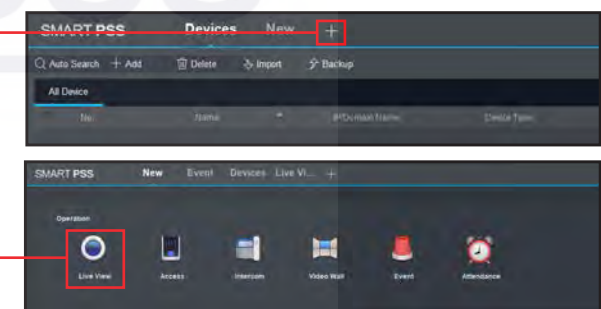 SMART PSS Devices New +
Auto Search + Add Delete Import Backup
All Device
No. Name IP/Domain Name Device Type
SMART PSS New Event Devices Live Vi... +
Operation
Live View Access Intercom Video Wall Event Attendance